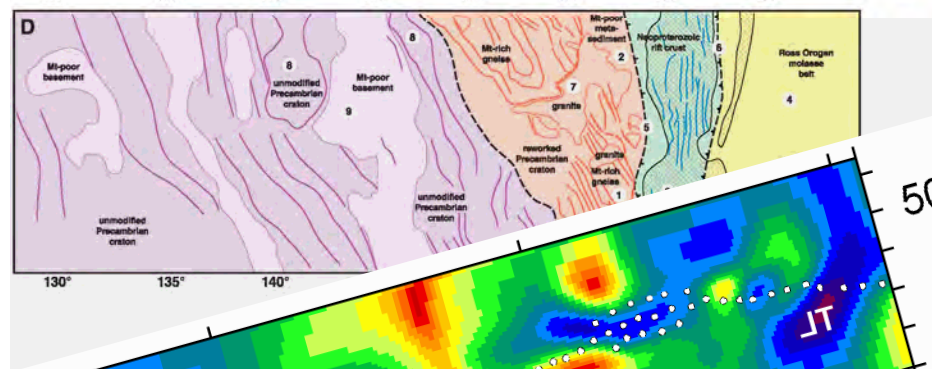 D
Mt-poor
basement
8
unmodified
Precambrian
craton
Mt-poor
basement
9
8
Mt-rich
gneiss
Mt-poor
meta-
sediment
2
7
granite
Neoproterozoic
rift crust
6
Ross Orogen
molasse
belt
4
5
reworked
Precambrian
craton
granite
Mt-rich
gneiss
1
unmodified
Precambrian
craton
unmodified
Precambrian
craton
130°
135°
140°
50